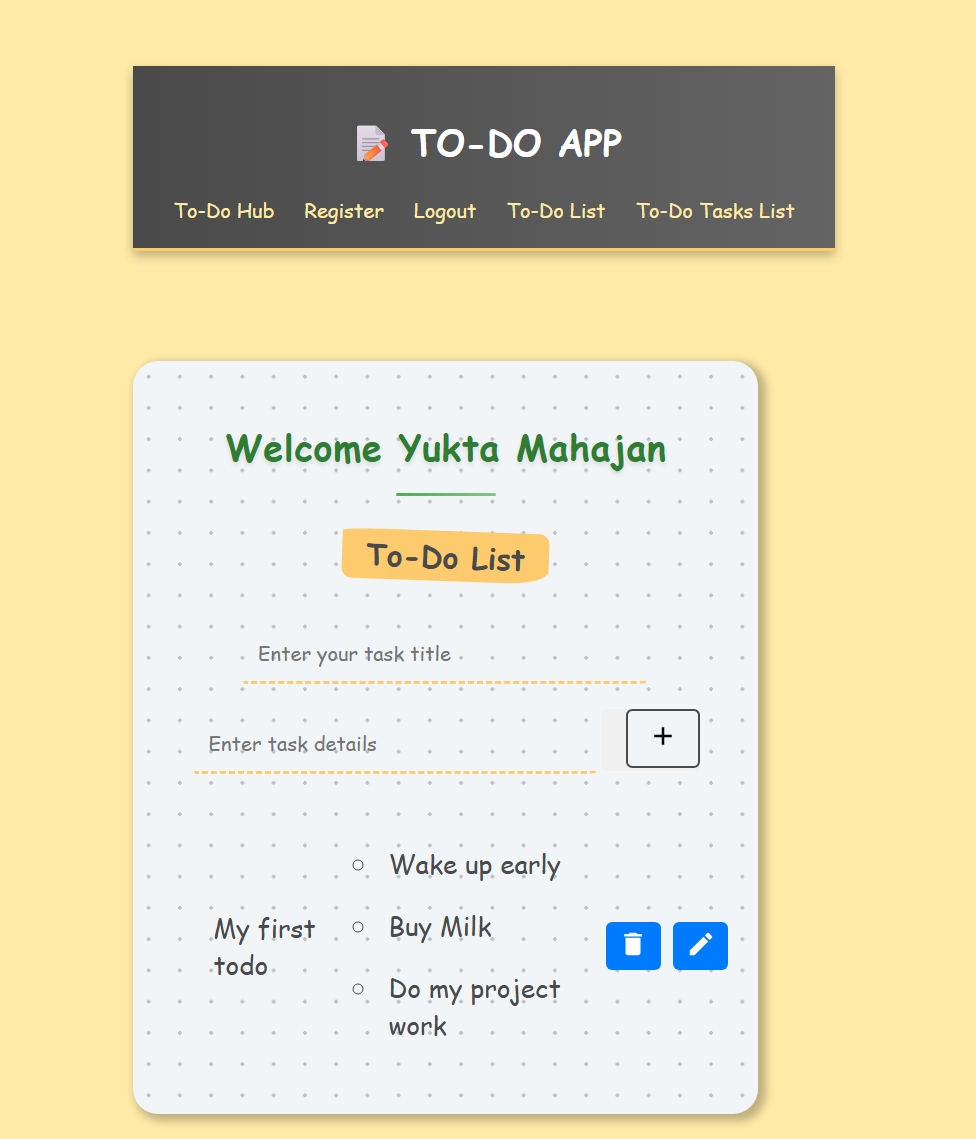 TO-DO APP
To-Do Hub Register Logout To-Do List To-Do Tasks List
Welcome Yukta Mahajan
To-Do List
Enter your task title
Enter task details
+
Wake up early
My first
todo
Buy Milk
Do my project
work